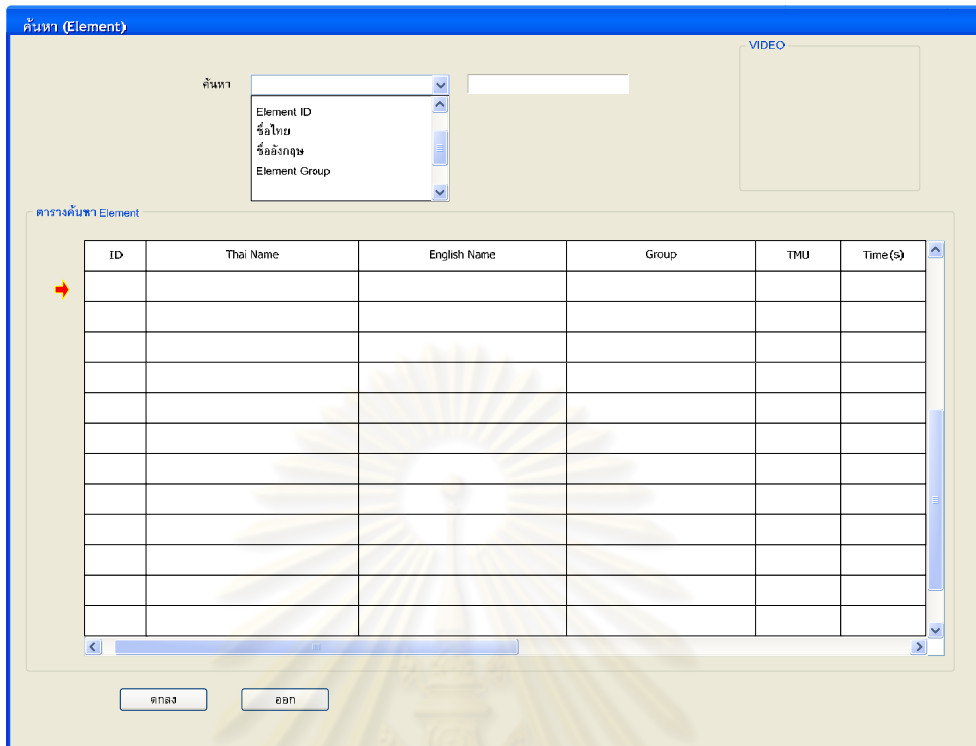 ค้นหา (Element)
VIDEO
ค้นหา
Element ID
ชื่อไทย
ชื่ออังกฤษ
Element Group
ตารางค้นหา Element
ID Thai Name English Name Group TMU Time(s)
ตกลง ออก